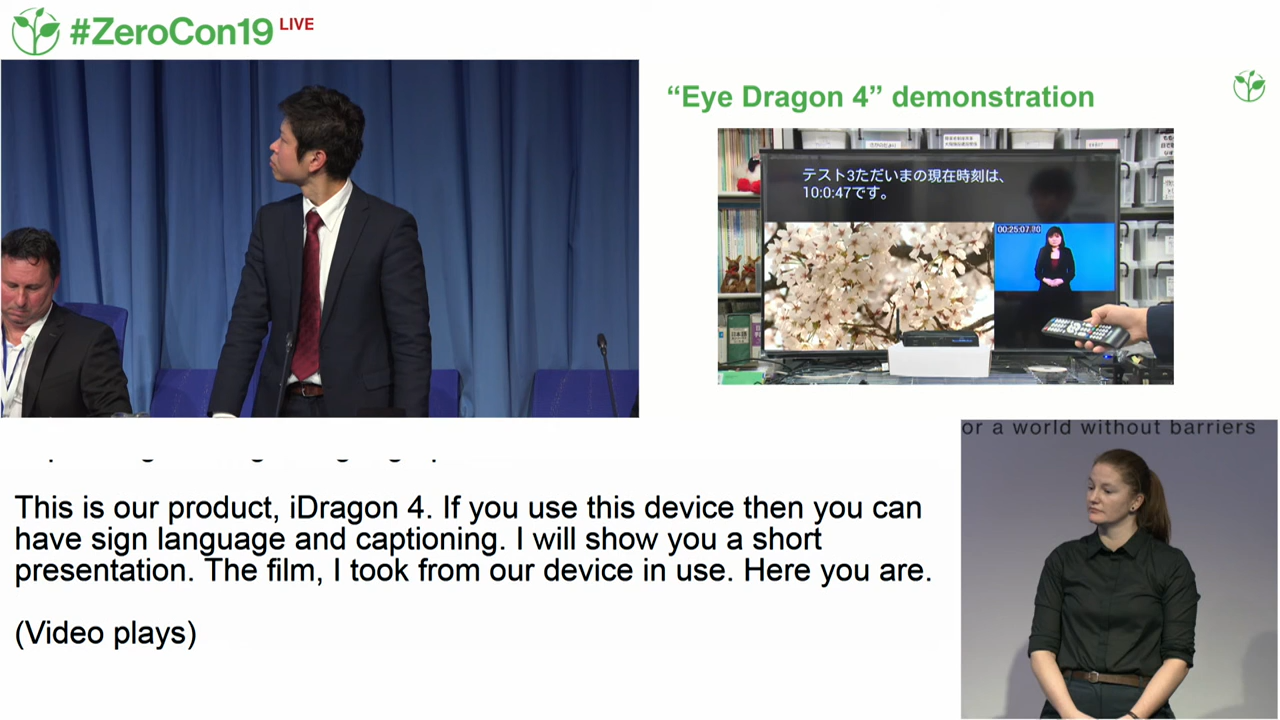 #ZeroCon19 LIVE
“Eye Dragon 4” demonstration
テスト3ただいまの現在時刻は、
10:0:47です。
00:25:07
or a world without barriers
This is our product, iDragon 4. If you use this device then you can
have sign language and captioning. I will show you a short
presentation. The film, I took from our device in use. Here you are.
(Video plays)